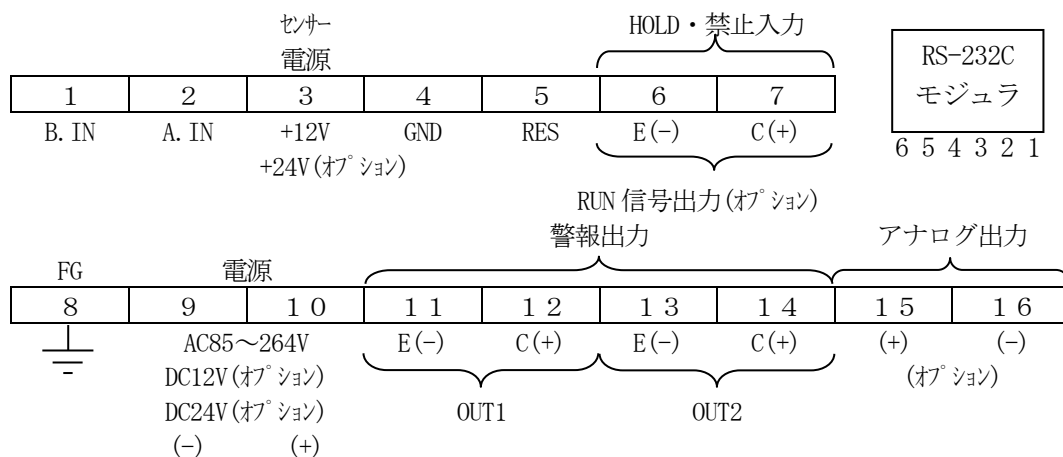 センサー HOLD・禁止入力
電源 RS-232C
1 2 3 4 5 6 7 モジュラ
B.IN A.IN +12V GND RES E(-) C(+) 6 5 4 3 2 1
+24V(オプション)
RUN信号出力(オプション)
警報出力 アナログ出力
FG 電源
8 9 10 11 12 13 14 15 16
AC85～264V E(-) C(+) E(-) C(+) (+) (-)
DC12V(オプション) (オプション)
DC24V(オプション) OUT1 OUT2
(-) (+)